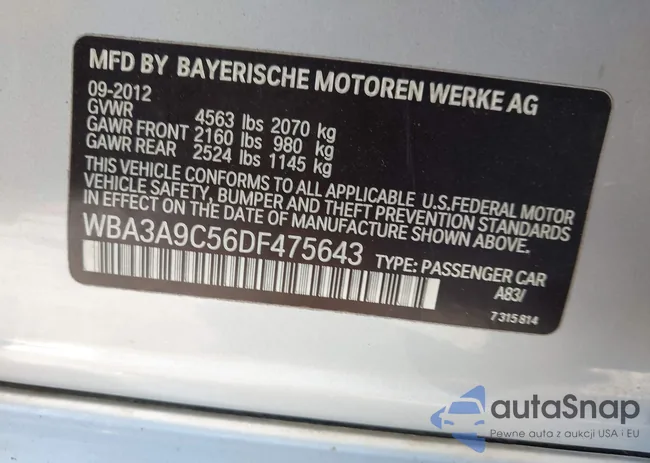 MFD BY BAYERISCHE MOTOREN WERKE AG
09-2012
GVWR 4563 lbs 2070 kg
GAWR FRONT 2160 lbs 980 kg
GAWR REAR 2524 lbs 1145 kg
THIS VEHICLE CONFORMS TO ALL APPLICABLE U.S.FEDERAL MOTOR
VEHICLE SAFETY, BUMPER AND THEFT PREVENTION STANDARDS
IN EFFECT ON THE DATE OF MANUFACTURE SHOWN ABOVE.
WBA3A9C56DF475643 TYPE: PASSENGER CAR
A83/
7 315 814
autaSnap
Pewne auta z aukcji USA i EU